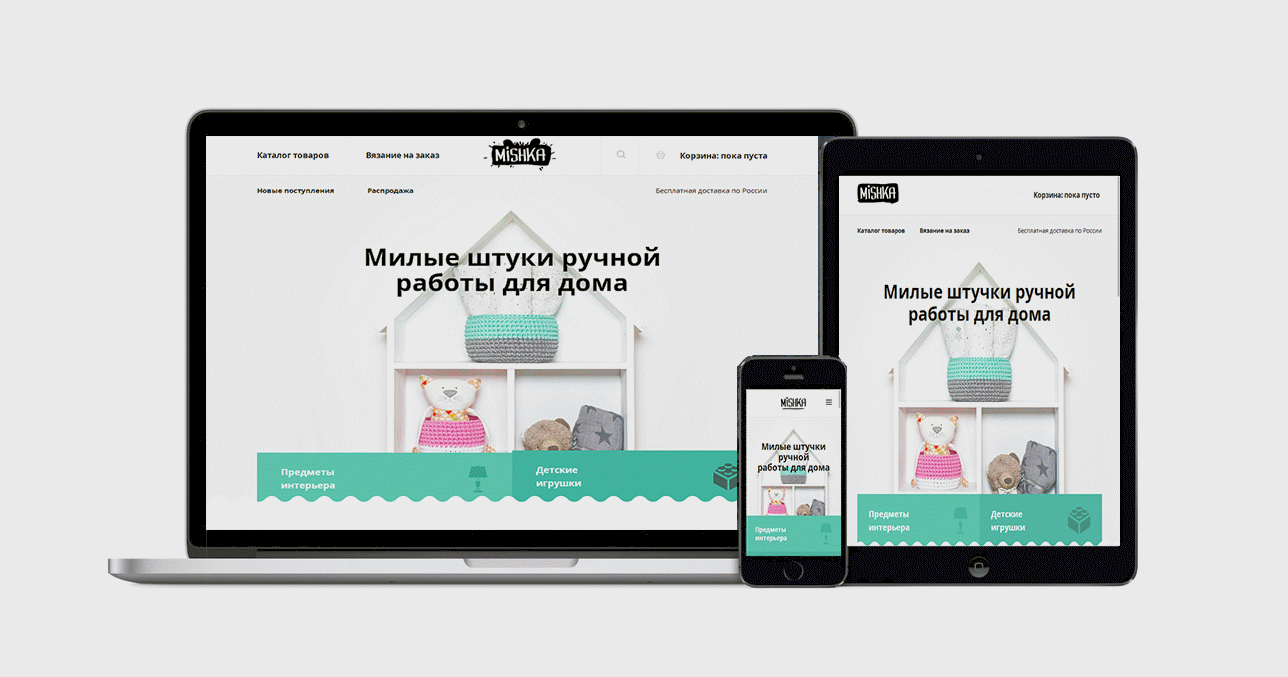 Каталог товаров
Вязание на заказ
MiSHKA
Корзина: пока пуста
Новые поступления
Распродажа
Бесплатная доставка по России
Милые штуки ручной
работы для дома
Предметы
интерьера
Детские
игрушки
MiSHKA
Корзина: пока пусто
Каталог товаров
Вязание на заказ
Бесплатная доставка по России
Милые штучки ручной
работы для дома
Предметы
интерьера
Детские
игрушки
MiSHKA
Милые штучки
ручной
работы для дома
Предметы
интерьера